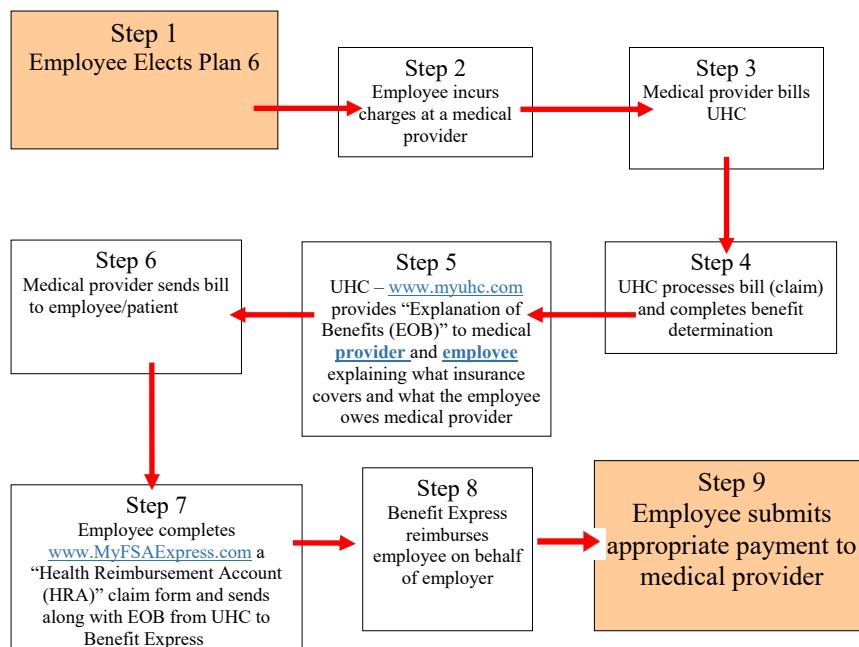 Step 1
Employee Elects Plan 6
Step 2
Employee incurs
charges at a medical
provider
Step 3
Medical provider bills
UHC
Step 4
UHC processes bill (claim)
and completes benefit
determination
Step 5
UHC – www.myuhc.com
provides “Explanation of
Benefits (EOB)” to medical
provider and employee
explaining what insurance
covers and what the employee
owes medical provider
Step 6
Medical provider sends bill
to employee/patient
Step 7
Employee completes
www.MyFSAExpress.com a
“Health Reimbursement Account
(HRA)” claim form and sends
along with EOB from UHC to
Benefit Express
Step 8
Benefit Express
reimburses
employee on behalf
of employer
Step 9
Employee submits
appropriate payment to
medical provider